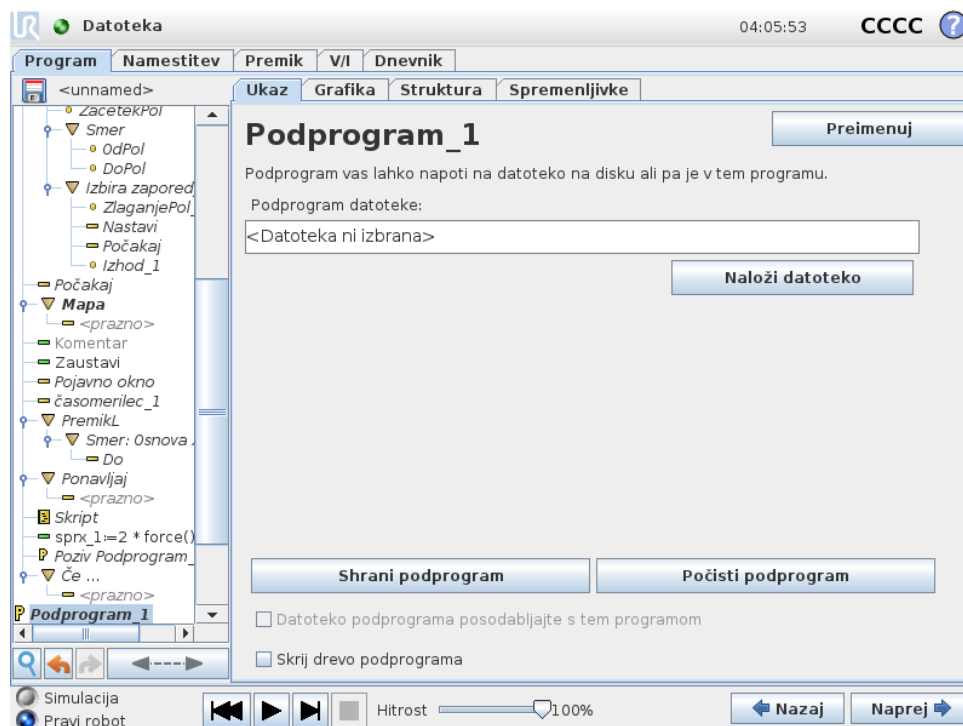 UR Datoteka 04:05:53 CCCC ?
Program Namestitev Premik V/I Dnevnik
<unnamed>
ZacetekPol
Smer
OdPol
DoPol
Izbira zapored
ZlaganjePol_
Nastavi
Počakaj
Izhod_1
Počakaj
Mapa
<prazno>
Komentar
Zaustavi
Pojavno okno
časomerilec_1
PremikL
Smer: Osnova
Do
Ponavljaj
<prazno>
Skript
sprx_1:=2 * force()
Poziv Podprogram_
Če ...
<prazno>
Podprogram_1
Ukaz Grafika Struktura Spremenljivke
Podprogram_1
Preimenuj
Podprogram vas lahko napoti na datoteko na disku ali pa je v tem programu.
Podprogram datoteke:
<Datoteka ni izbrana>
Naloži datoteko
Shrani podprogram Počisti podprogram
Datoteko podprograma posodabljajte s tem programom
Skrij drevo podprograma
Simulacija
Pravi robot
Hitrost 100%
Nazaj Naprej